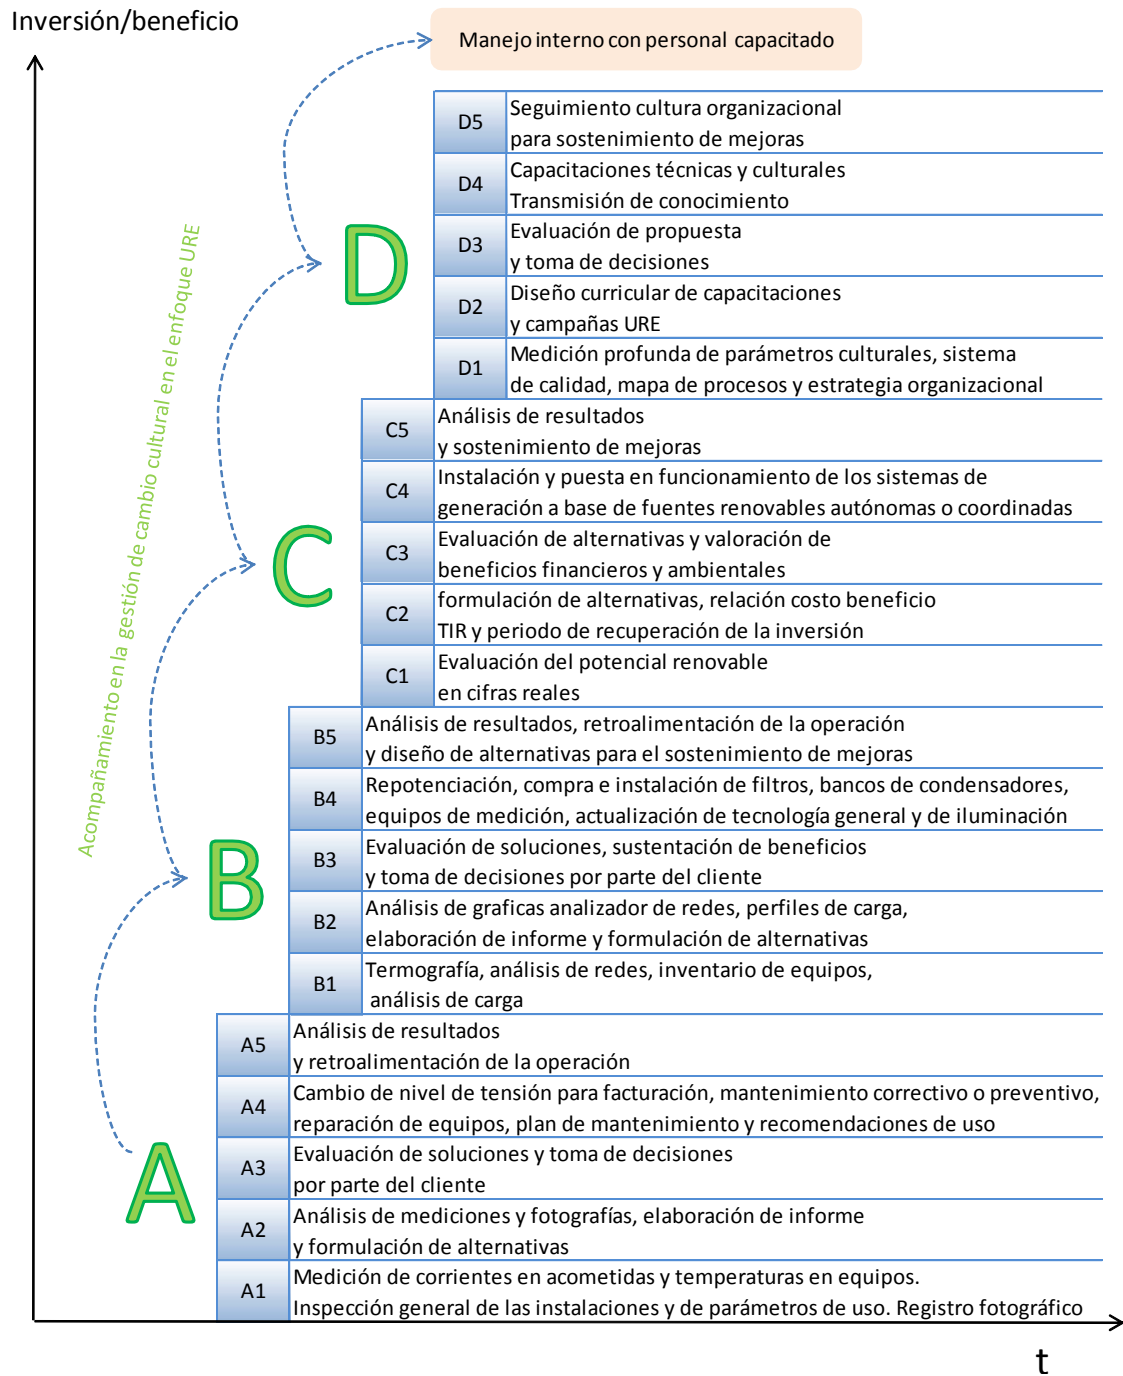 Inversión/beneficio
Manejo interno con personal capacitado
D5
Seguimiento cultura organizacional
para sostenimiento de mejoras
D4
Capacitaciones técnicas y culturales
Transmisión de conocimiento
D3
Evaluación de propuesta
y toma de decisiones
D2
Diseño curricular de capacitaciones
y campañas URE
D1
Medición profunda de parámetros culturales, sistema
de calidad, mapa de procesos y estrategia organizacional
D
C5
Análisis de resultados
y sostenimiento de mejoras
C4
Instalación y puesta en funcionamiento de los sistemas de
generación a base de fuentes renovables autónomas o coordinadas
C3
Evaluación de alternativas y valoración de
beneficios financieros y ambientales
C2
formulación de alternativas, relación costo beneficio
TIR y periodo de recuperación de la inversión
C1
Evaluación del potencial renovable
en cifras reales
C
Acompañamiento en la gestión de cambio cultural en el enfoque URE
B5
Análisis de resultados, retroalimentación de la operación
y diseño de alternativas para el sostenimiento de mejoras
B4
Repotenciación, compra e instalación de filtros, bancos de condensadores,
equipos de medición, actualización de tecnología general y de iluminación
B3
Evaluación de soluciones, sustentación de beneficios
y toma de decisiones por parte del cliente
B2
Análisis de graficas analizador de redes, perfiles de carga,
elaboración de informe y formulación de alternativas
B1
Termografía, análisis de redes, inventario de equipos,
análisis de carga
B
A5
Análisis de resultados
y retroalimentación de la operación
A4
Cambio de nivel de tensión para facturación, mantenimiento correctivo o preventivo,
reparación de equipos, plan de mantenimiento y recomendaciones de uso
A3
Evaluación de soluciones y toma de decisiones
por parte del cliente
A2
Análisis de mediciones y fotografías, elaboración de informe
y formulación de alternativas
A1
Medición de corrientes en acometidas y temperaturas en equipos.
Inspección general de las instalaciones y de parámetros de uso. Registro fotográfico
A
t